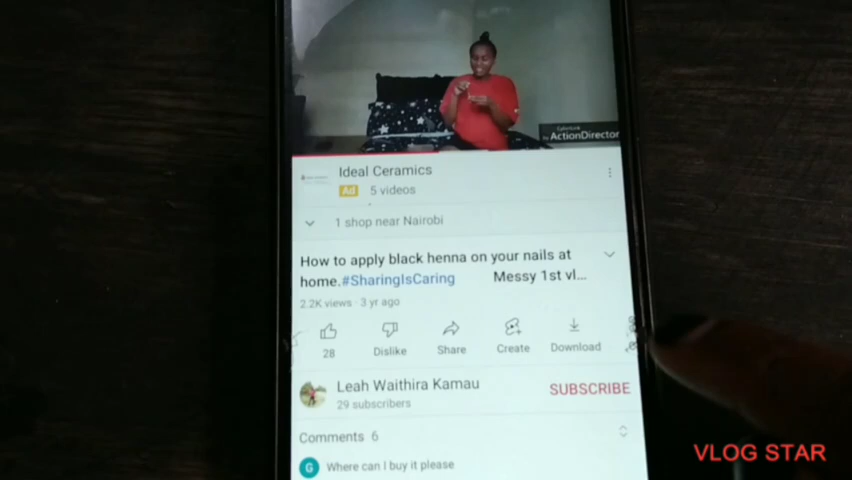 CyberLink
ActionDirector
Ideal Ceramics
Ad 5 videos
1 shop near Nairobi
How to apply black henna on your nails at
home.#SharingIsCaring Messy 1st vl...
2.2K views · 3 yr ago
28 Dislike Share Create Download
Leah Waithira Kamau
29 subscribers
SUBSCRIBE
Comments 6
G Where can I buy it please
VLOG STAR